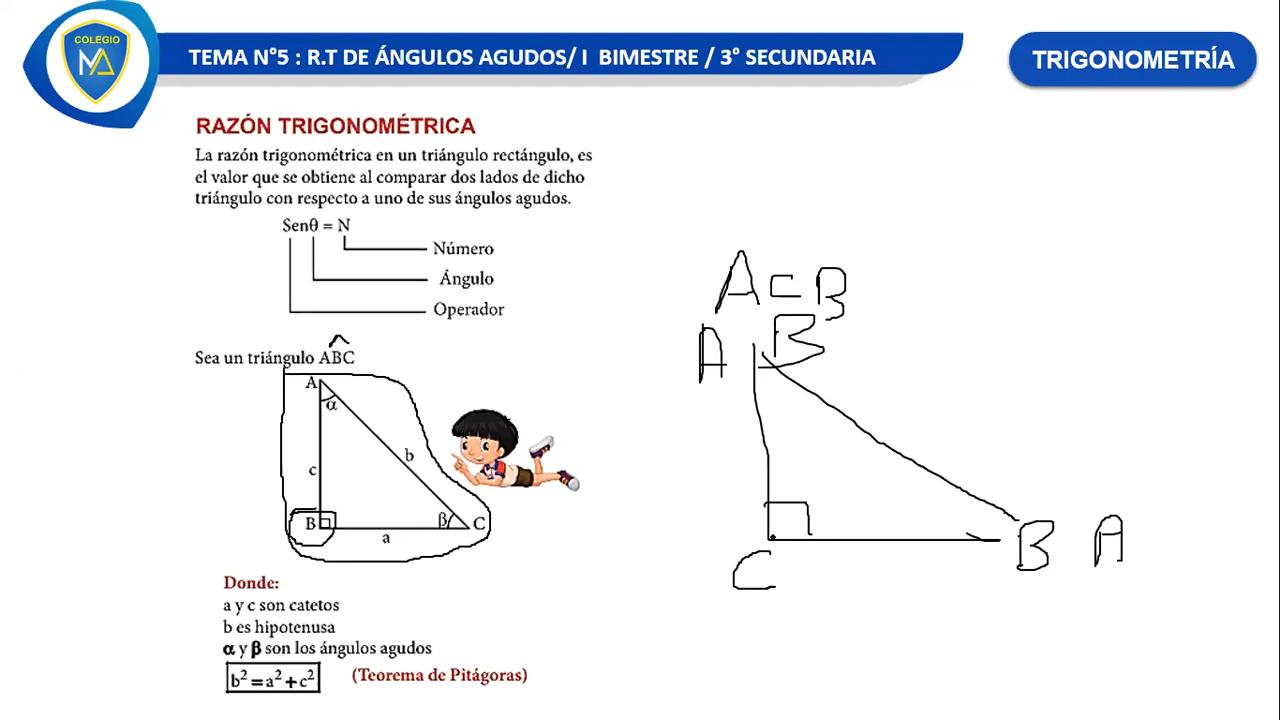 COLEGIO
MA
TEMA N°5 : R.T DE ÁNGULOS AGUDOS/ I BIMESTRE / 3° SECUNDARIA
TRIGONOMETRÍA
RAZÓN TRIGONOMÉTRICA
La razón trigonométrica en un triángulo rectángulo, es
el valor que se obtiene al comparar dos lados de dicho
triángulo con respecto a uno de sus ángulos agudos.
Senθ = N
Número
Ángulo
Operador
Sea un triángulo ABC
A
α
c
b
B
β
C
a
Donde:
a y c son catetos
b es hipotenusa
α y β son los ángulos agudos
b² = a² + c²
(Teorema de Pitágoras)
A C B
A B
C
B A